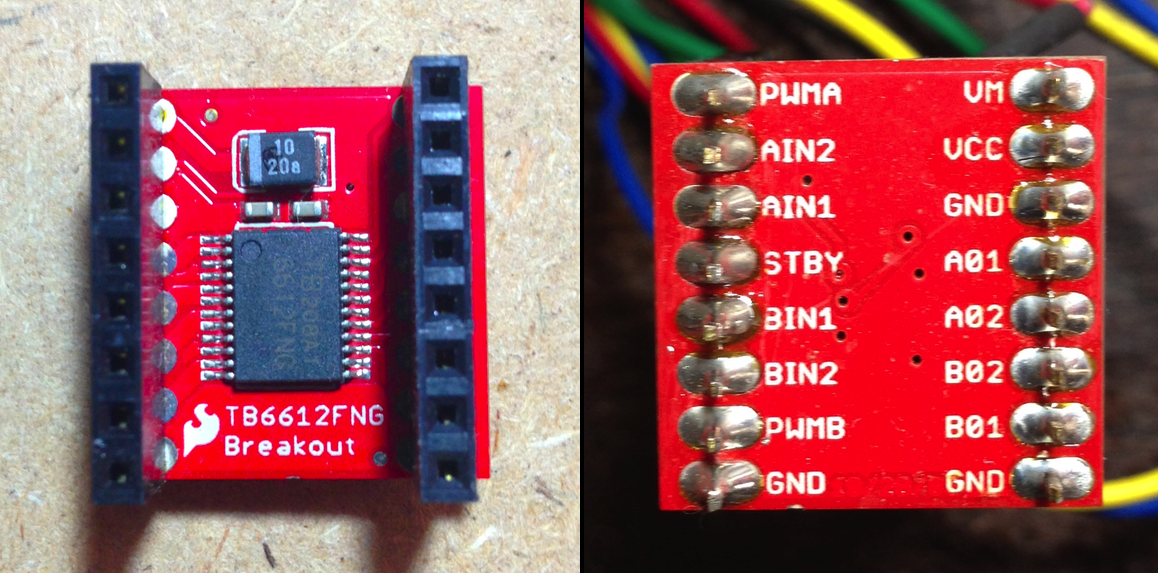 10
20a
TB6612FNG
Breakout
PWMA VM
AIN2 VCC
AIN1 GND
STBY A01
BIN1 A02
BIN2 B02
PWMB B01
GND GND